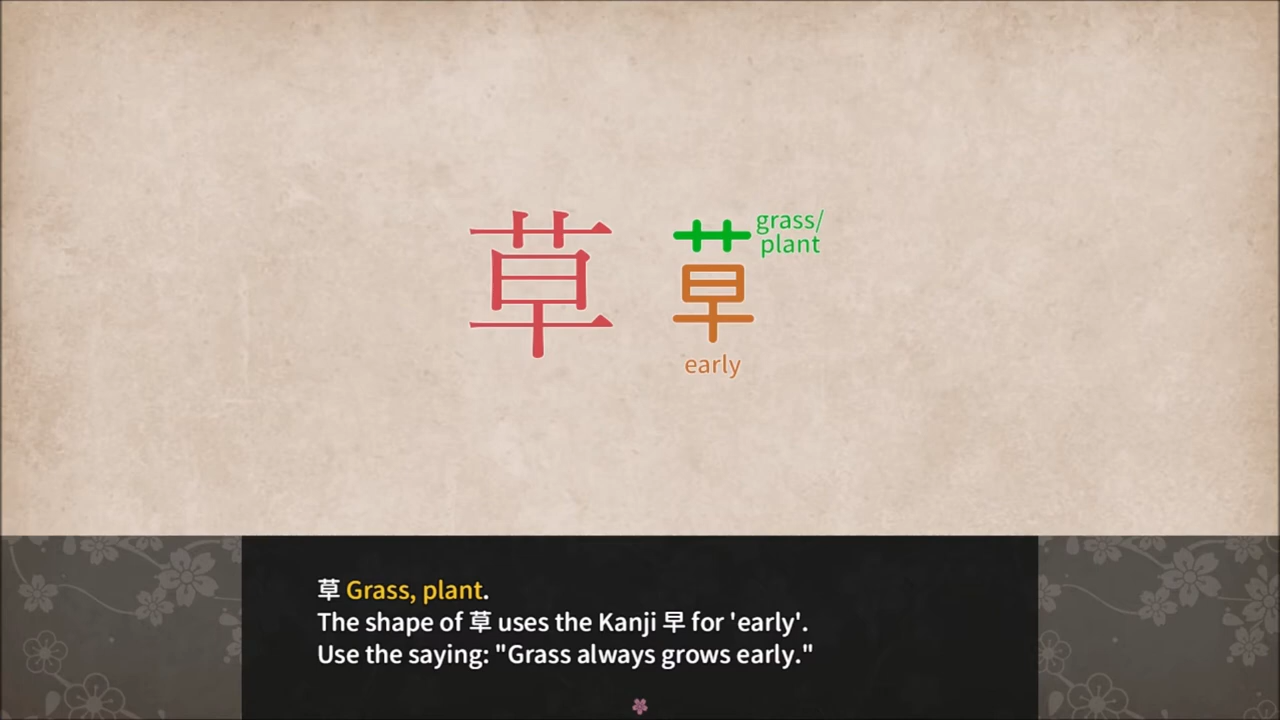 草
grass/
plant
早
early
草 Grass, plant.
The shape of 草 uses the Kanji 早 for 'early'.
Use the saying: "Grass always grows early."